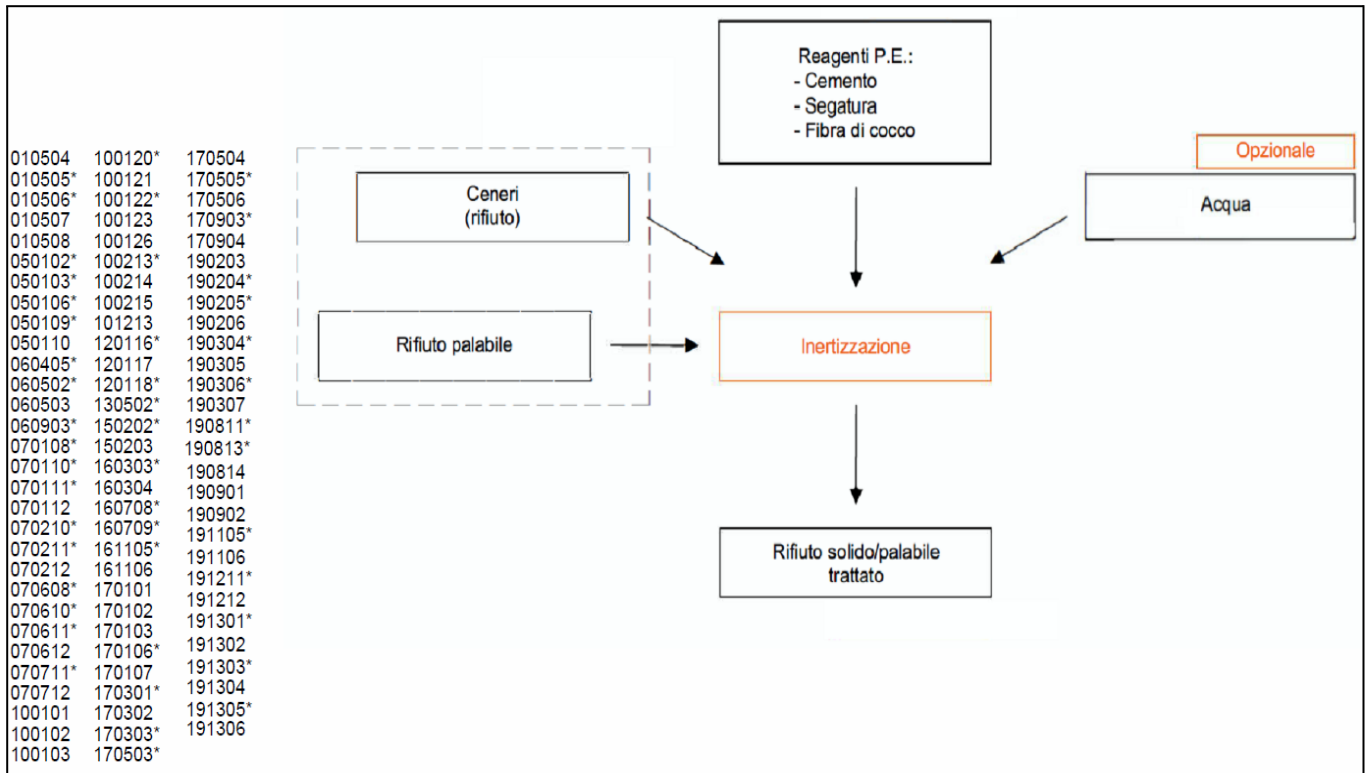 Reagenti P.E.:
- Cemento
- Segatura
- Fibra di cocco
Opzionale
Acqua
Ceneri
(rifiuto)
Rifiuto palabile
Inertizzazione
Rifiuto solido/palabile
trattato
010504 100120* 170504
010505* 100121 170505*
010506* 100122* 170506
010507 100123 170903*
010508 100126 170904
050102* 100213* 190203
050103* 100214 190204*
050106* 100215 190205*
050109* 101213 190206
050110 120116* 190304*
060405* 120117 190305
060502* 120118* 190306*
060503 130502* 190307
060903* 150202* 190811*
070108* 150203 190813*
070110* 160303* 190814
070111* 160304 190901
070112 160708* 190902
070210* 160709* 191105*
070211* 161105* 191106
070212 161106 191211*
070608* 170101 191212
070610* 170102 191301*
070611* 170103 191302
070612 170106* 191303*
070711* 170107 191304
070712 170301* 191305*
100101 170302 191306
100102 170303*
100103 170503*